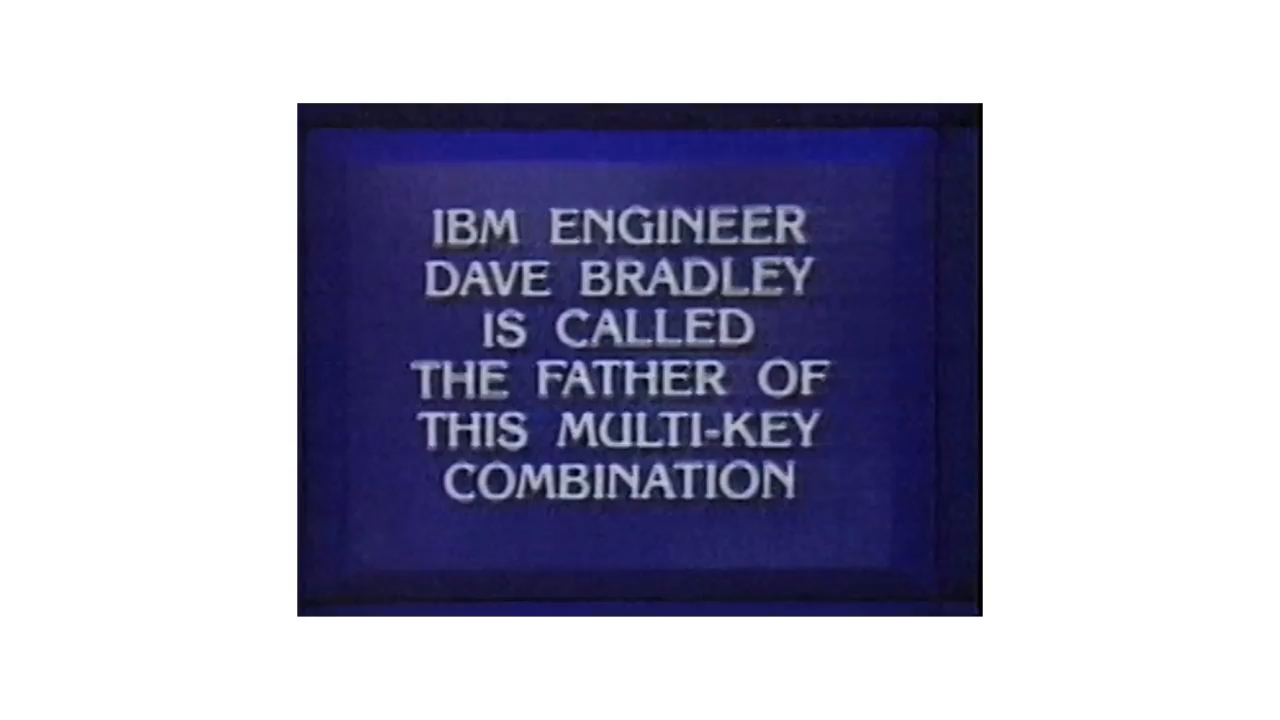 IBM ENGINEER
DAVE BRADLEY
IS CALLED
THE FATHER OF
THIS MULTI-KEY
COMBINATION